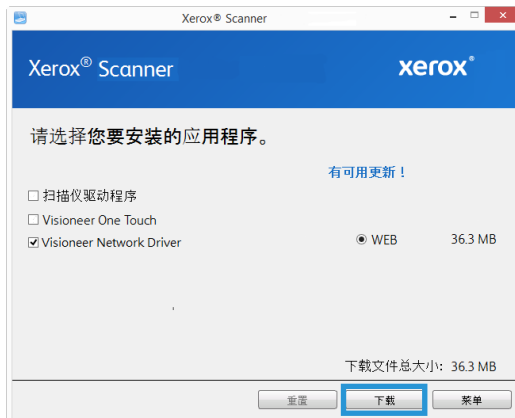 Xerox® Scanner
Xerox® Scanner
xerox®
请选择您要安装的应用程序。
有可用更新！
扫描仪驱动程序
Visioneer One Touch
Visioneer Network Driver WEB 36.3 MB
下载文件总大小: 36.3 MB
重置 下载 菜单